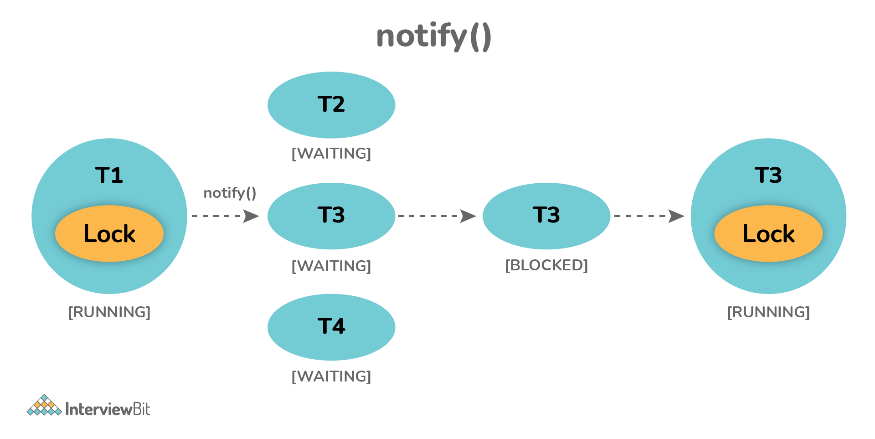 notify()
T2
[WAITING]
T1
Lock
[RUNNING]
notify()
T3
[WAITING]
T3
[BLOCKED]
T3
Lock
[RUNNING]
T4
[WAITING]
InterviewBit